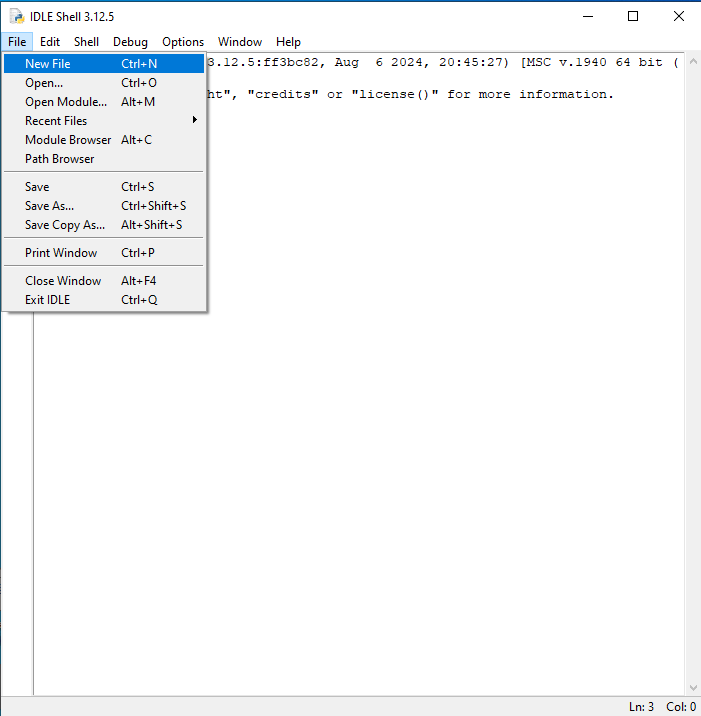 IDLE Shell 3.12.5
File Edit Shell Debug Options Window Help
New File Ctrl+N
Open... Ctrl+O
Open Module... Alt+M
Recent Files
Module Browser Alt+C
Path Browser
Save Ctrl+S
Save As... Ctrl+Shift+S
Save Copy As... Alt+Shift+S
Print Window Ctrl+P
Close Window Alt+F4
Exit IDLE Ctrl+Q
3.12.5:ff3bc82, Aug 6 2024, 20:45:27) [MSC v.1940 64 bit (
ht", "credits" or "license()" for more information.
Ln: 3 Col: 0